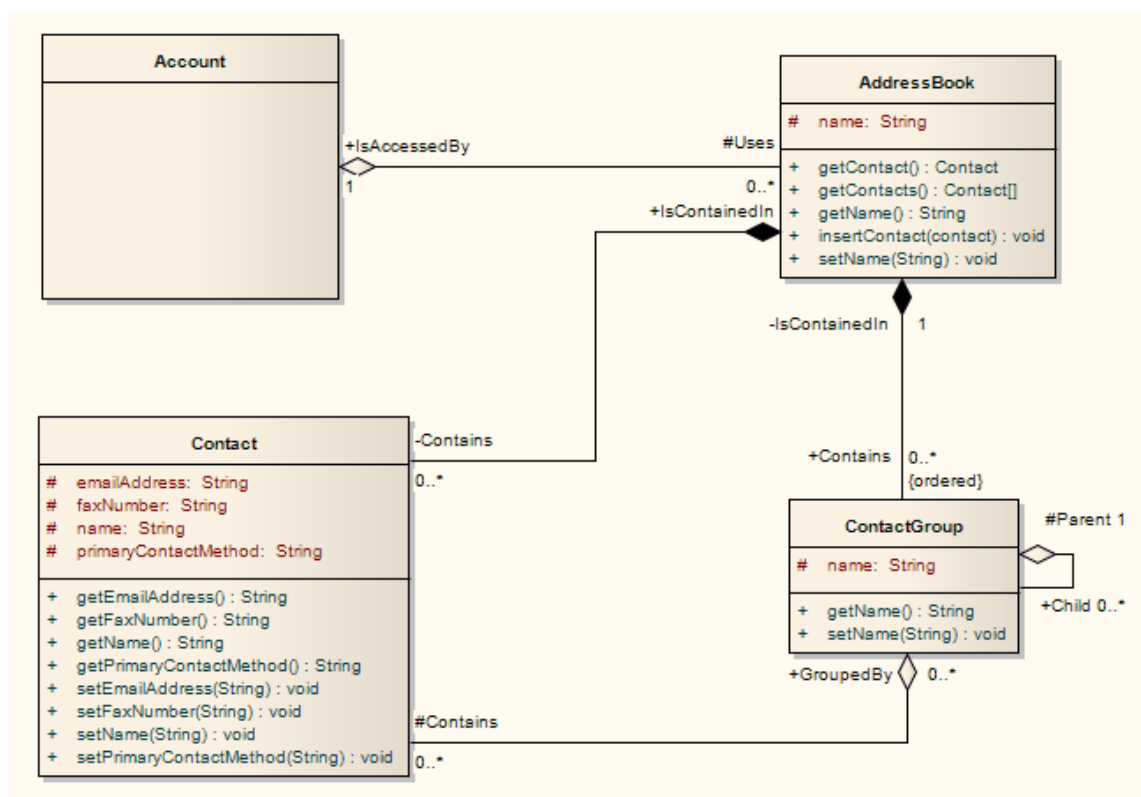 Account
AddressBook
# name: String
+ getContact() : Contact
+ getContacts() : Contact[]
+ getName() : String
+ insertContact(contact) : void
+ setName(String) : void
+IsAccessedBy
1
#Uses
0..*
+IsContainedIn
-IsContainedIn 1
-Contains
0..*
+Contains 0..*
{ordered}
Contact
# emailAddress: String
# faxNumber: String
# name: String
# primaryContactMethod: String
+ getEmailAddress() : String
+ getFaxNumber() : String
+ getName() : String
+ getPrimaryContactMethod() : String
+ setEmailAddress(String) : void
+ setFaxNumber(String) : void
+ setName(String) : void
+ setPrimaryContactMethod(String) : void
ContactGroup
# name: String
+ getName() : String
+ setName(String) : void
#Parent 1
+Child 0..*
+GroupedBy 0..*
#Contains
0..*